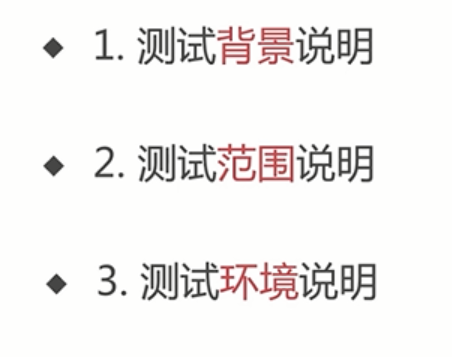 ◆ 1. 测试背景说明
◆ 2. 测试范围说明
◆ 3. 测试环境说明